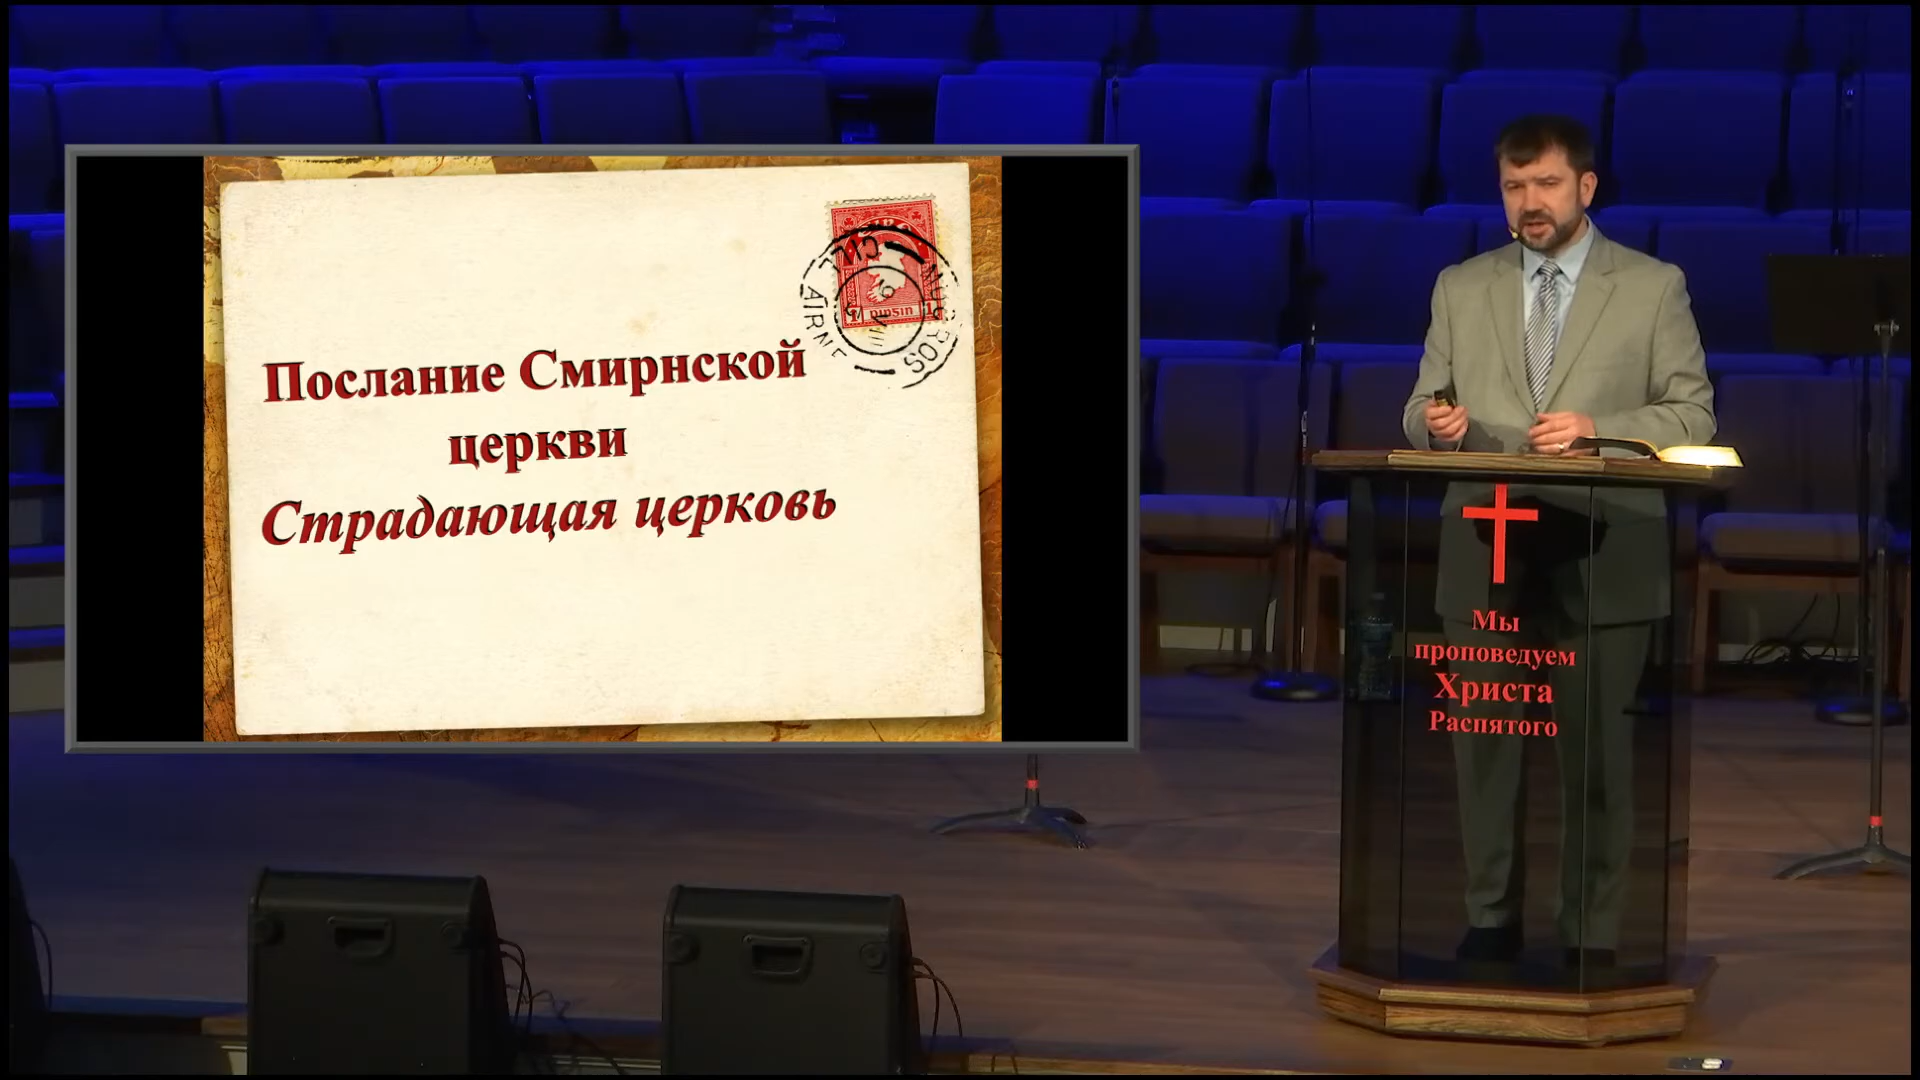 Послание Смирнской
церкви
Страдающая церковь
Мы
проповедуем
Христа
Распятого